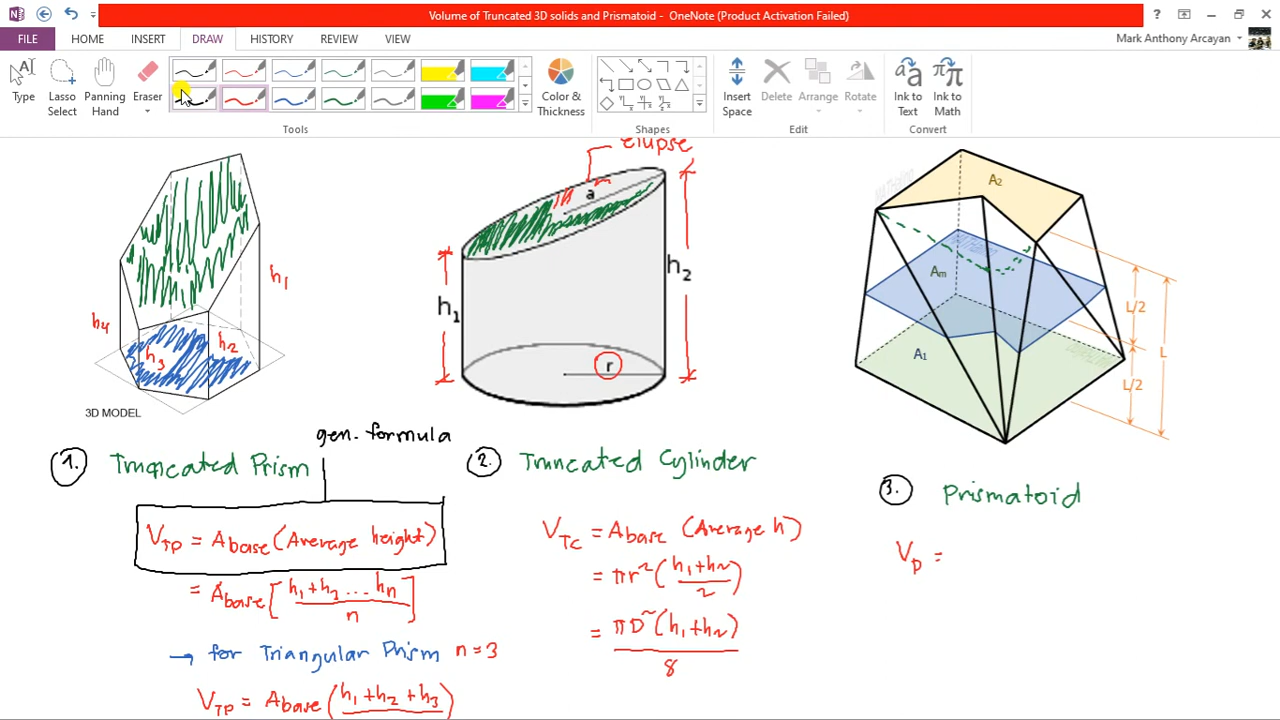 Volume of Truncated 3D solids and Prismatoid - OneNote (Product Activation Failed)
FILE HOME INSERT DRAW HISTORY REVIEW VIEW
Mark Anthony Arcayan
Type
Lasso Select
Panning Hand
Eraser
Color & Thickness
Insert Space
Delete
Arrange
Rotate
Ink to Text
Ink to Math
Tools
Shapes
Edit
Convert
h1
h4
h3
h2
3D MODEL
elipse
a
h1
h2
r
A2
Am
A1
L/2
L/2
L
gen. formula
1. Truncated Prism
VTP = Abase (Average height)
= Abase [h1+h2 ... hn / n]
→ for Triangular Prism n=3
VTP = Abase (h1+h2+h3)
2. Truncated Cylinder
VTC = Abase (Average h)
= πr² (h1+h2 / 2)
= πD² (h1+h2) / 8
3. Prismatoid
Vp =